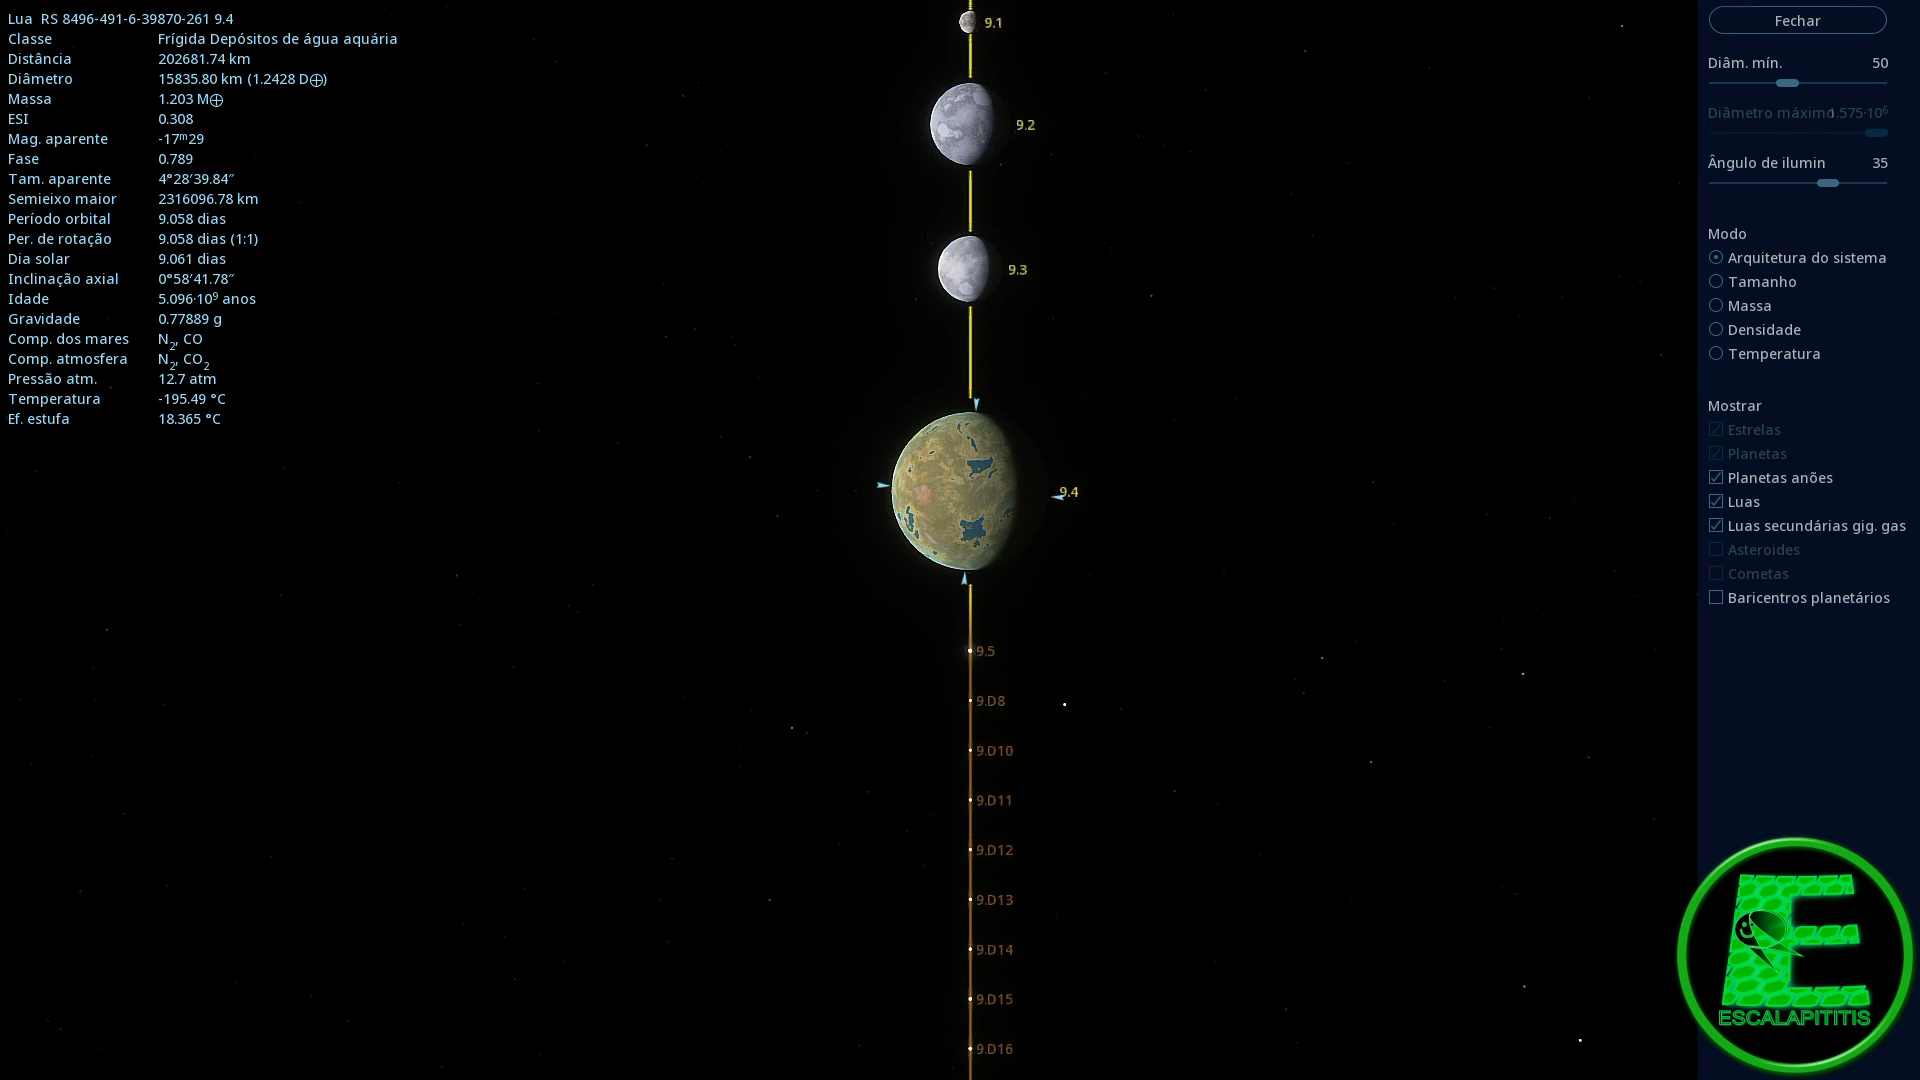 Lua RS 8496-491-6-39870-261 9.4
Classe Frígida Depósitos de água aquária
Distância 202681.74 km
Diâmetro 15835.80 km (1.2428 D⊕)
Massa 1.203 M⊕
ESI 0.308
Mag. aparente -17ᵐ29
Fase 0.789
Tam. aparente 4°28′39.84″
Semieixo maior 2316096.78 km
Período orbital 9.058 dias
Per. de rotação 9.058 dias (1:1)
Dia solar 9.061 dias
Inclinação axial 0°58′41.78″
Idade 5.096·10⁹ anos
Gravidade 0.77889 g
Comp. dos mares N₂, CO
Comp. atmosfera N₂, CO₂
Pressão atm. 12.7 atm
Temperatura -195.49 °C
Ef. estufa 18.365 °C
9.1
9.2
9.3
9.4
9.5
9.D8
9.D10
9.D11
9.D12
9.D13
9.D14
9.D15
9.D16
Fechar
Diâm. mín. 50
Diâmetro máximo 1.575·10⁶
Ângulo de ilumin 35
Modo
Arquitetura do sistema
Tamanho
Massa
Densidade
Temperatura
Mostrar
Estrelas
Planetas
Planetas anões
Luas
Luas secundárias gig. gas
Asteroides
Cometas
Baricentros planetários
E
ESCALAPITITIS